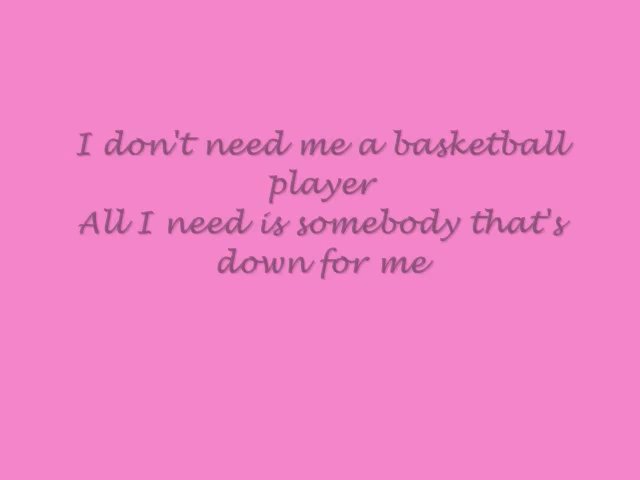 I don't need me a basketball
player
All I need is somebody that's
down for me